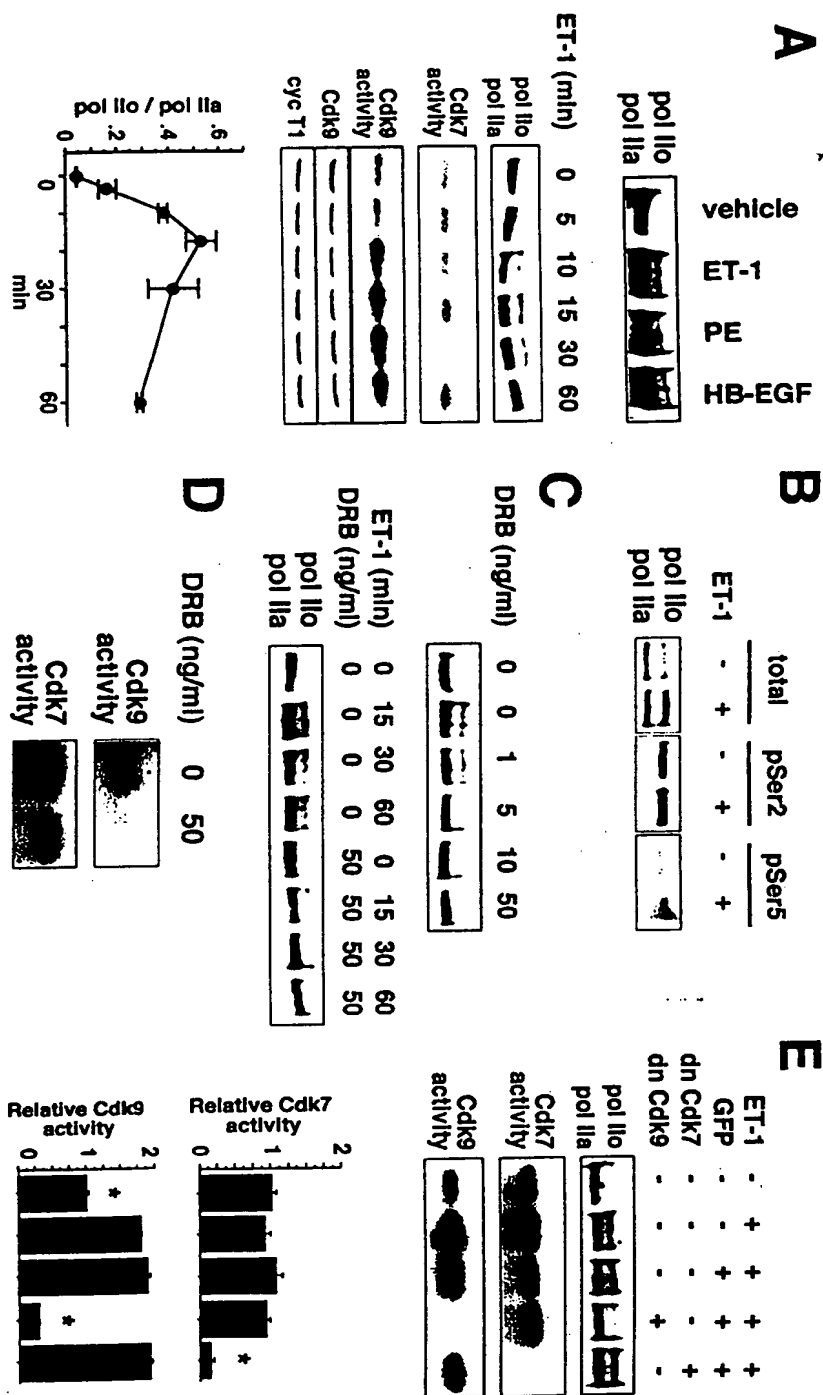 A
vehicle
ET-1
PE
HB-EGF
pol IIo
pol IIa
ET-1 (min) 0 5 10 15 30 60
pol IIo
pol IIa
Cdk7
activity
Cdk9
activity
Cdk9
cyc T1
pol IIo / pol IIa
.6
.4
.2
0
0 30 60
min
B
total pSer2 pSer5
ET-1 - + - + - +
pol IIo
pol IIa
C
DRB (ng/ml) 0 0 1 5 10 50
ET-1 (min) 0 15 30 60 0 15 30 60
DRB (ng/ml) 0 0 0 0 50 50 50 50
pol IIo
pol IIa
D
DRB (ng/ml) 0 50
Cdk9
activity
Cdk7
activity
E
ET-1 - + + + +
GFP - - + + +
dn Cdk7 - - - - +
dn Cdk9 - - - + -
pol IIo
pol IIa
Cdk7
activity
Cdk9
activity
Relative Cdk7
activity
2
1
0
*
Relative Cdk9
activity
2
1
0
* *